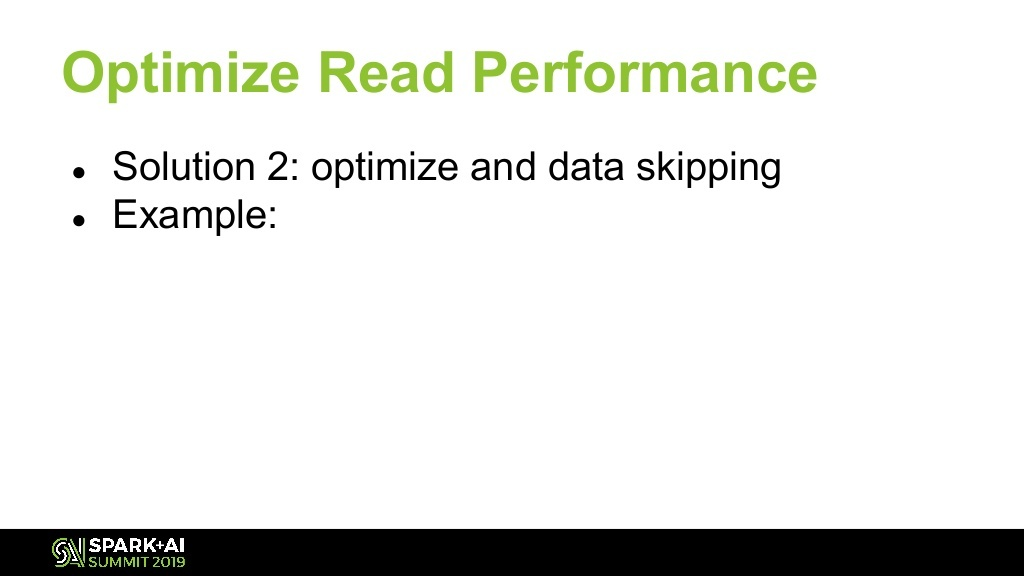 Optimize Read Performance
● Solution 2: optimize and data skipping
● Example:
SPARK+AI
SUMMIT 2019